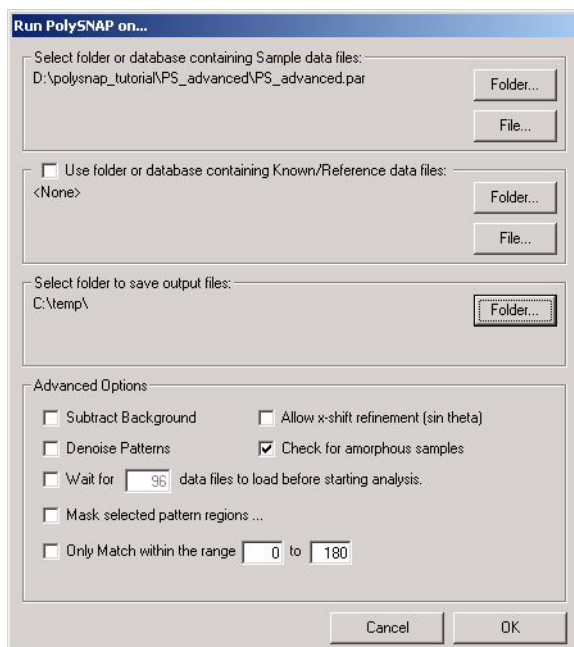 Run PolySNAP on...
Select folder or database containing Sample data files:
D:\polysnap_tutorial\PS_advanced\PS_advanced.par
Folder...
File...
Use folder or database containing Known/Reference data files:
<None>
Folder...
File...
Select folder to save output files:
C:\temp\
Folder...
Advanced Options
Subtract Background
Allow x-shift refinement (sin theta)
Denoise Patterns
Check for amorphous samples
Wait for 96 data files to load before starting analysis.
Mask selected pattern regions ...
Only Match within the range 0 to 180
Cancel
OK